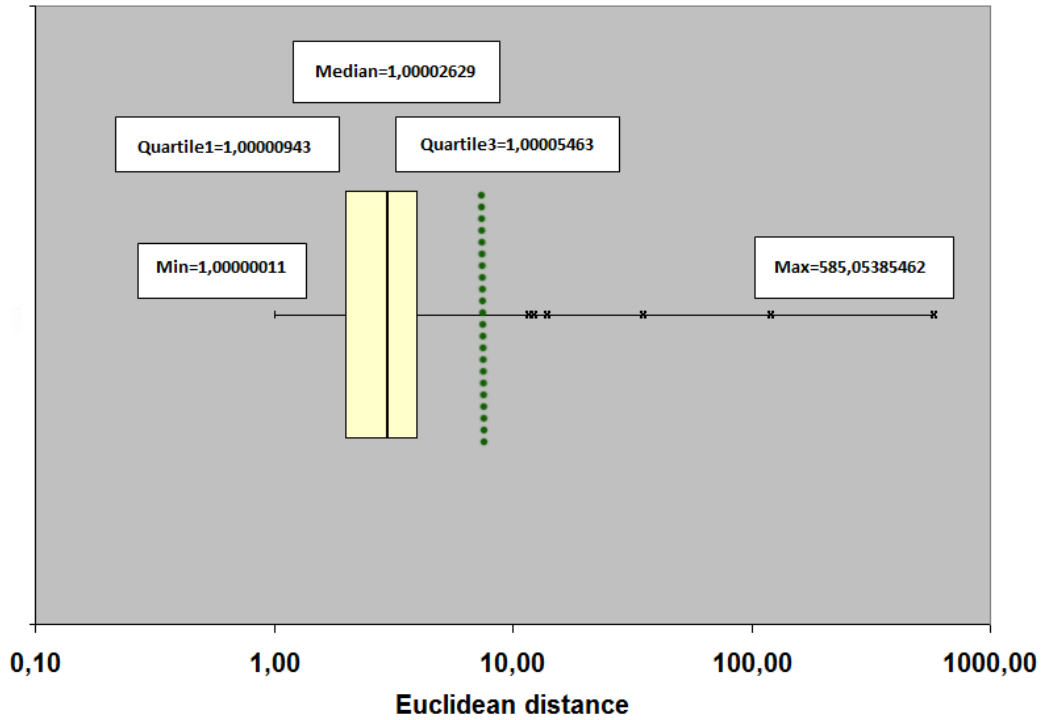 Median=1,00002629
Quartile1=1,00000943
Quartile3=1,00005463
Min=1,00000011
Max=585,05385462
0,10
1,00
10,00
100,00
1000,00
Euclidean distance